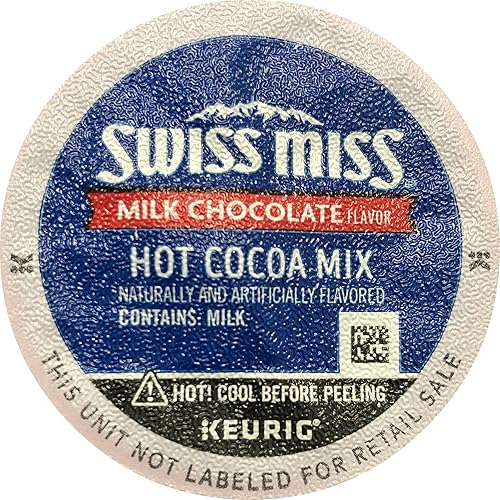 SWISS MISS
MILK CHOCOLATE FLAVOR
HOT COCOA MIX
NATURALLY AND ARTIFICIALLY FLAVORED
CONTAINS: MILK
HOT! COOL BEFORE PEELING
KEURIG®
THIS UNIT NOT LABELED FOR RETAIL SALE